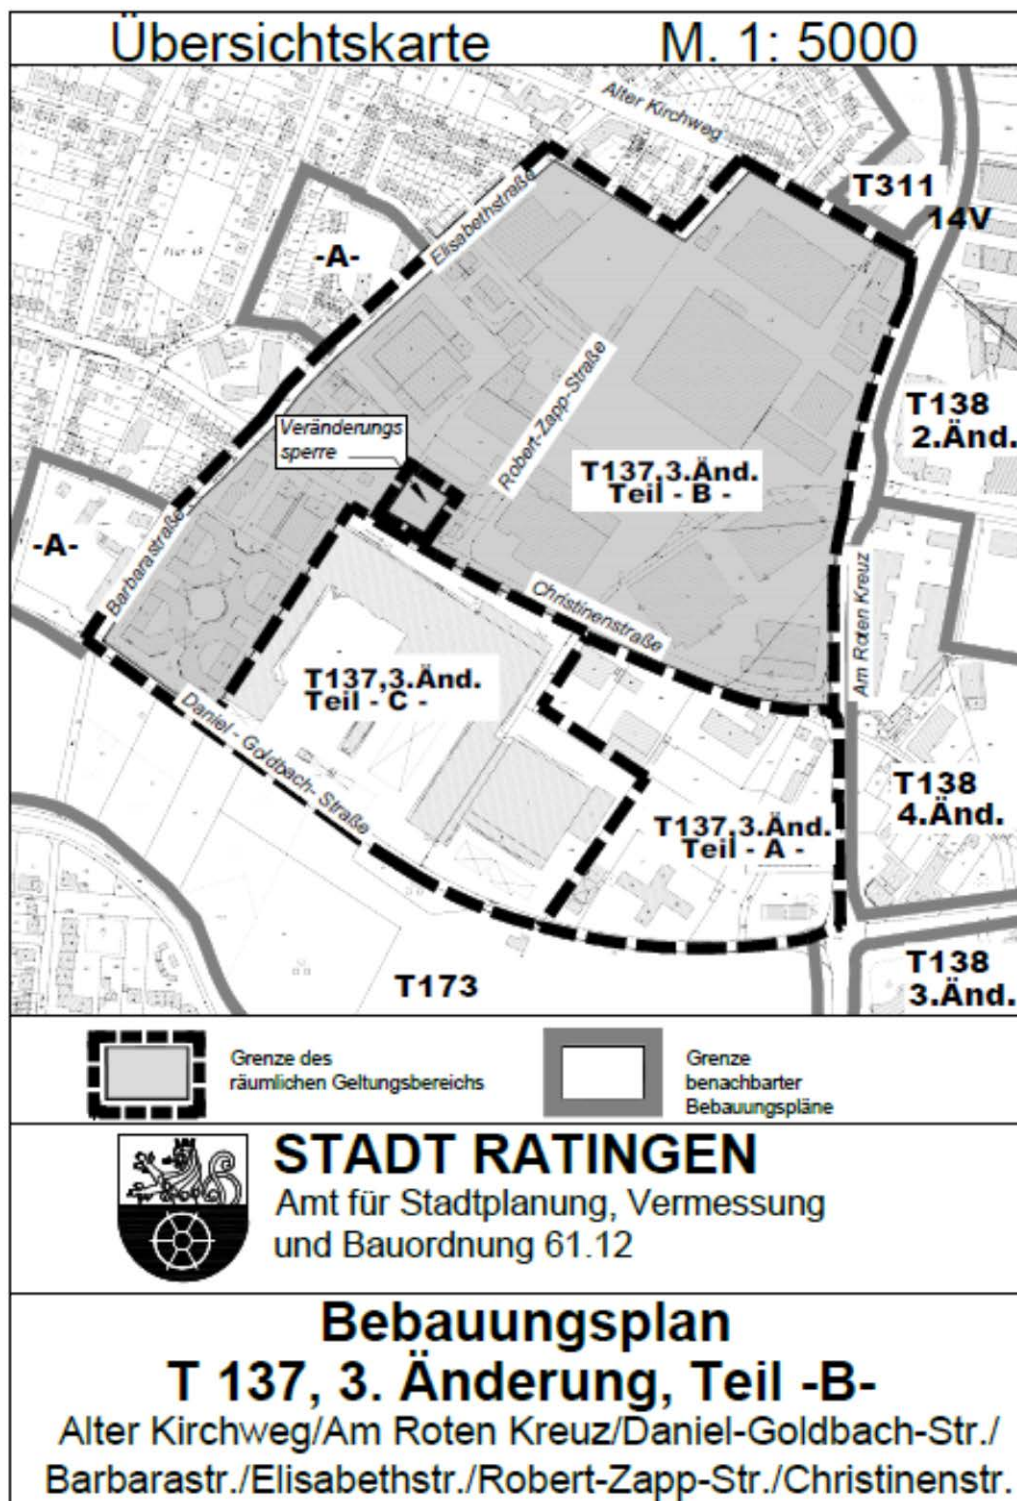 Übersichtskarte M. 1: 5000
Alter Kirchweg
T311
14V
Elisabethstraße
-A-
Robert-Zapp-Straße
T138
2.Änd.
Veränderungs
sperre
T137,3.Änd.
Teil - B -
-A-
Barbarastraße
Christinenstraße
Am Roten Kreuz
T137,3.Änd.
Teil - C -
Daniel - Goldbach- Straße
T138
4.Änd.
T137,3.Änd.
Teil - A -
T173
T138
3.Änd.
Grenze des
räumlichen Geltungsbereichs
Grenze
benachbarter
Bebauungspläne
STADT RATINGEN
Amt für Stadtplanung, Vermessung
und Bauordnung 61.12
Bebauungsplan
T 137, 3. Änderung, Teil -B-
Alter Kirchweg/Am Roten Kreuz/Daniel-Goldbach-Str./
Barbarastr./Elisabethstr./Robert-Zapp-Str./Christinenstr.